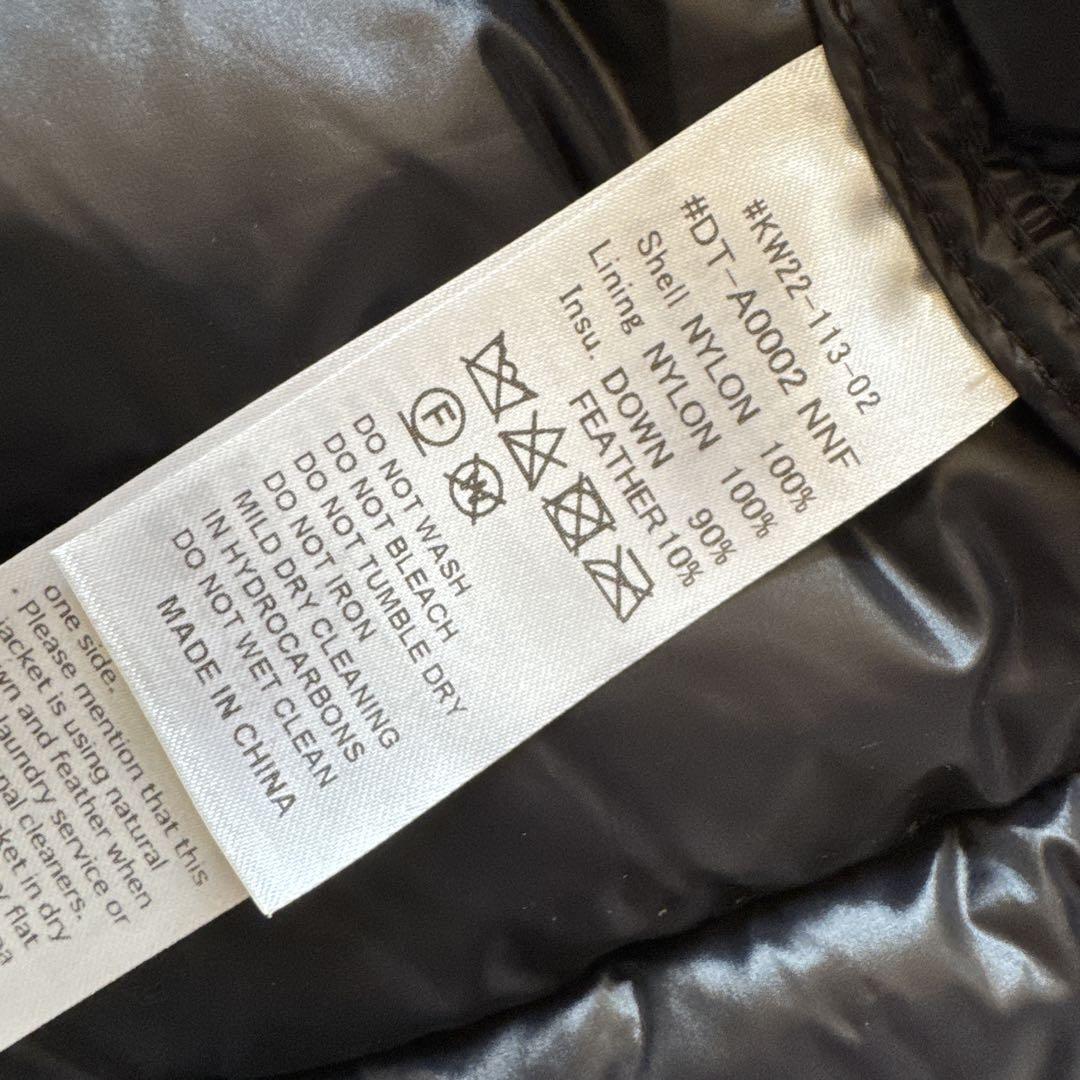 #KW22-113-02
#DT-A0002 NNF
Shell NYLON 100%
Lining NYLON 100%
Insu. DOWN 90%
FEATHER 10%
F
W
DO NOT WASH
DO NOT BLEACH
DO NOT TUMBLE DRY
DO NOT IRON
MILD DRY CLEANING
IN HYDROCARBONS
DO NOT WET CLEAN
MADE IN CHINA
one side.
· Please mention that this
jacket is using natural
and feather when
laundry service or
cleaners.
in dry
flat